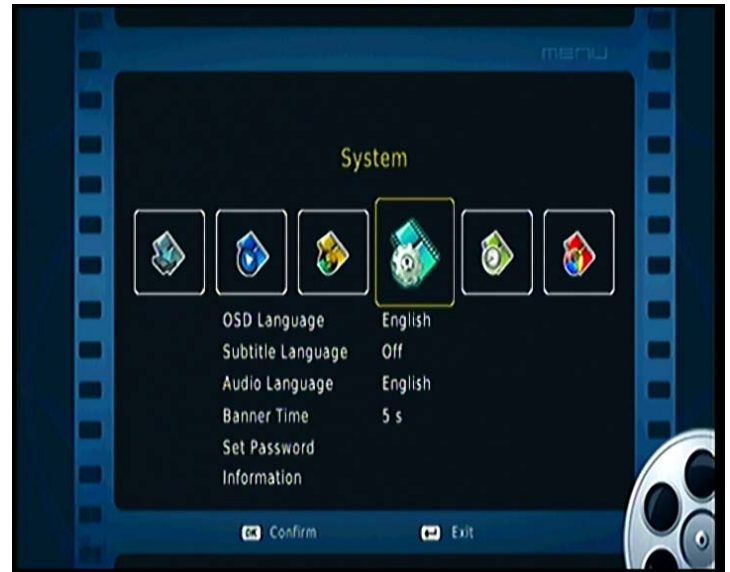 menu
System
OSD Language English
Subtitle Language Off
Audio Language English
Banner Time 5 s
Set Password
Information
OK Confirm Exit